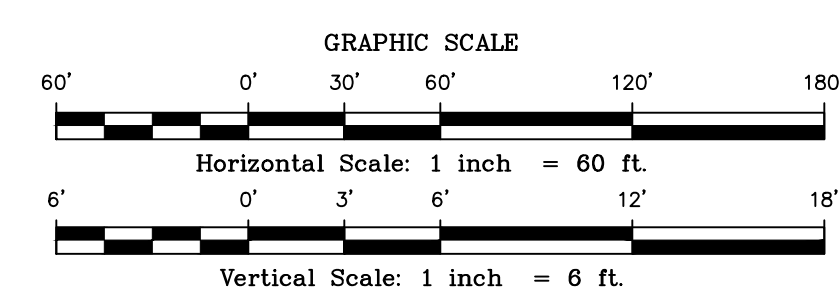 GRAPHIC SCALE
60' 0' 30' 60' 120' 180
Horizontal Scale: 1 inch = 60 ft.
6' 0' 3' 6' 12' 18'
Vertical Scale: 1 inch = 6 ft.